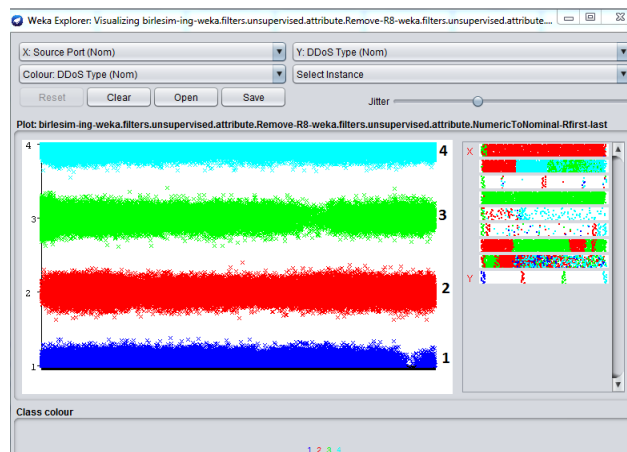 Weka Explorer: Visualizing birlesim-ing-weka.filters.unsupervised.attribute.Remove-R8-weka.filters.unsupervised.attribute....
X: Source Port (Nom) Y: DDoS Type (Nom)
Colour: DDoS Type (Nom) Select Instance
Reset Clear Open Save Jitter
Plot: birlesim-ing-weka.filters.unsupervised.attribute.Remove-R8-weka.filters.unsupervised.attribute.NumericToNominal-Rfirst-last
4 4 X
3 3
2 2 Y
1 1
Class colour
1 2 3 4